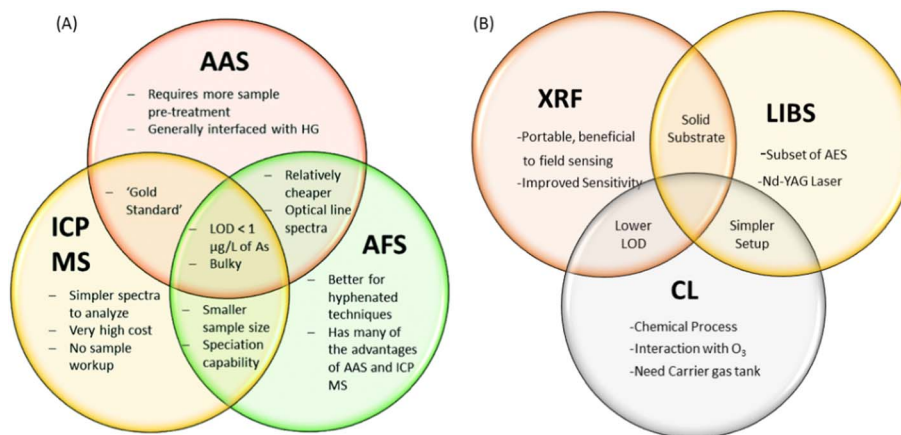 (A)
AAS
– Requires more sample
pre-treatment
– Generally interfaced with HG
– 'Gold
Standard'
– Relatively
cheaper
– Optical line
spectra
– LOD < 1
µg/L of As
– Bulky
ICP
MS
– Simpler spectra
to analyze
– Very high cost
– No sample
workup
– Smaller
sample size
– Speciation
capability
AFS
– Better for
hyphenated
techniques
– Has many of
the advantages
of AAS and ICP
MS
(B)
XRF
-Portable, beneficial
to field sensing
-Improved Sensitivity
Solid
Substrate
LIBS
-Subset of AES
-Nd-YAG Laser
Lower
LOD
Simpler
Setup
CL
-Chemical Process
-Interaction with O₃
-Need Carrier gas tank